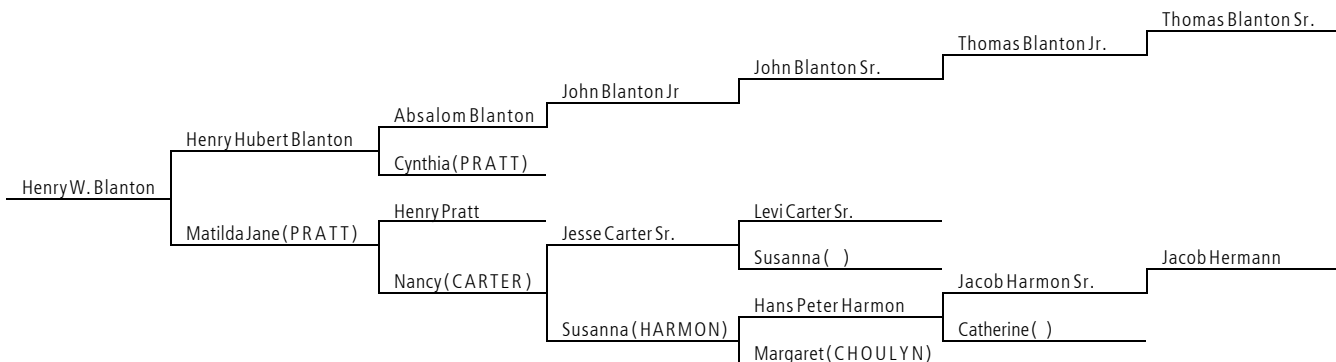 Thomas Blanton Sr.
Thomas Blanton Jr.
John Blanton Sr.
John Blanton Jr
Absalom Blanton
Henry Hubert Blanton
Cynthia (PRATT)
Henry W. Blanton
Henry Pratt
Levi Carter Sr.
Matilda Jane (PRATT)
Jesse Carter Sr.
Susanna ( )
Jacob Hermann
Nancy (CARTER)
Jacob Harmon Sr.
Hans Peter Harmon
Susanna (HARMON)
Catherine ( )
Margaret (CHOULYN)